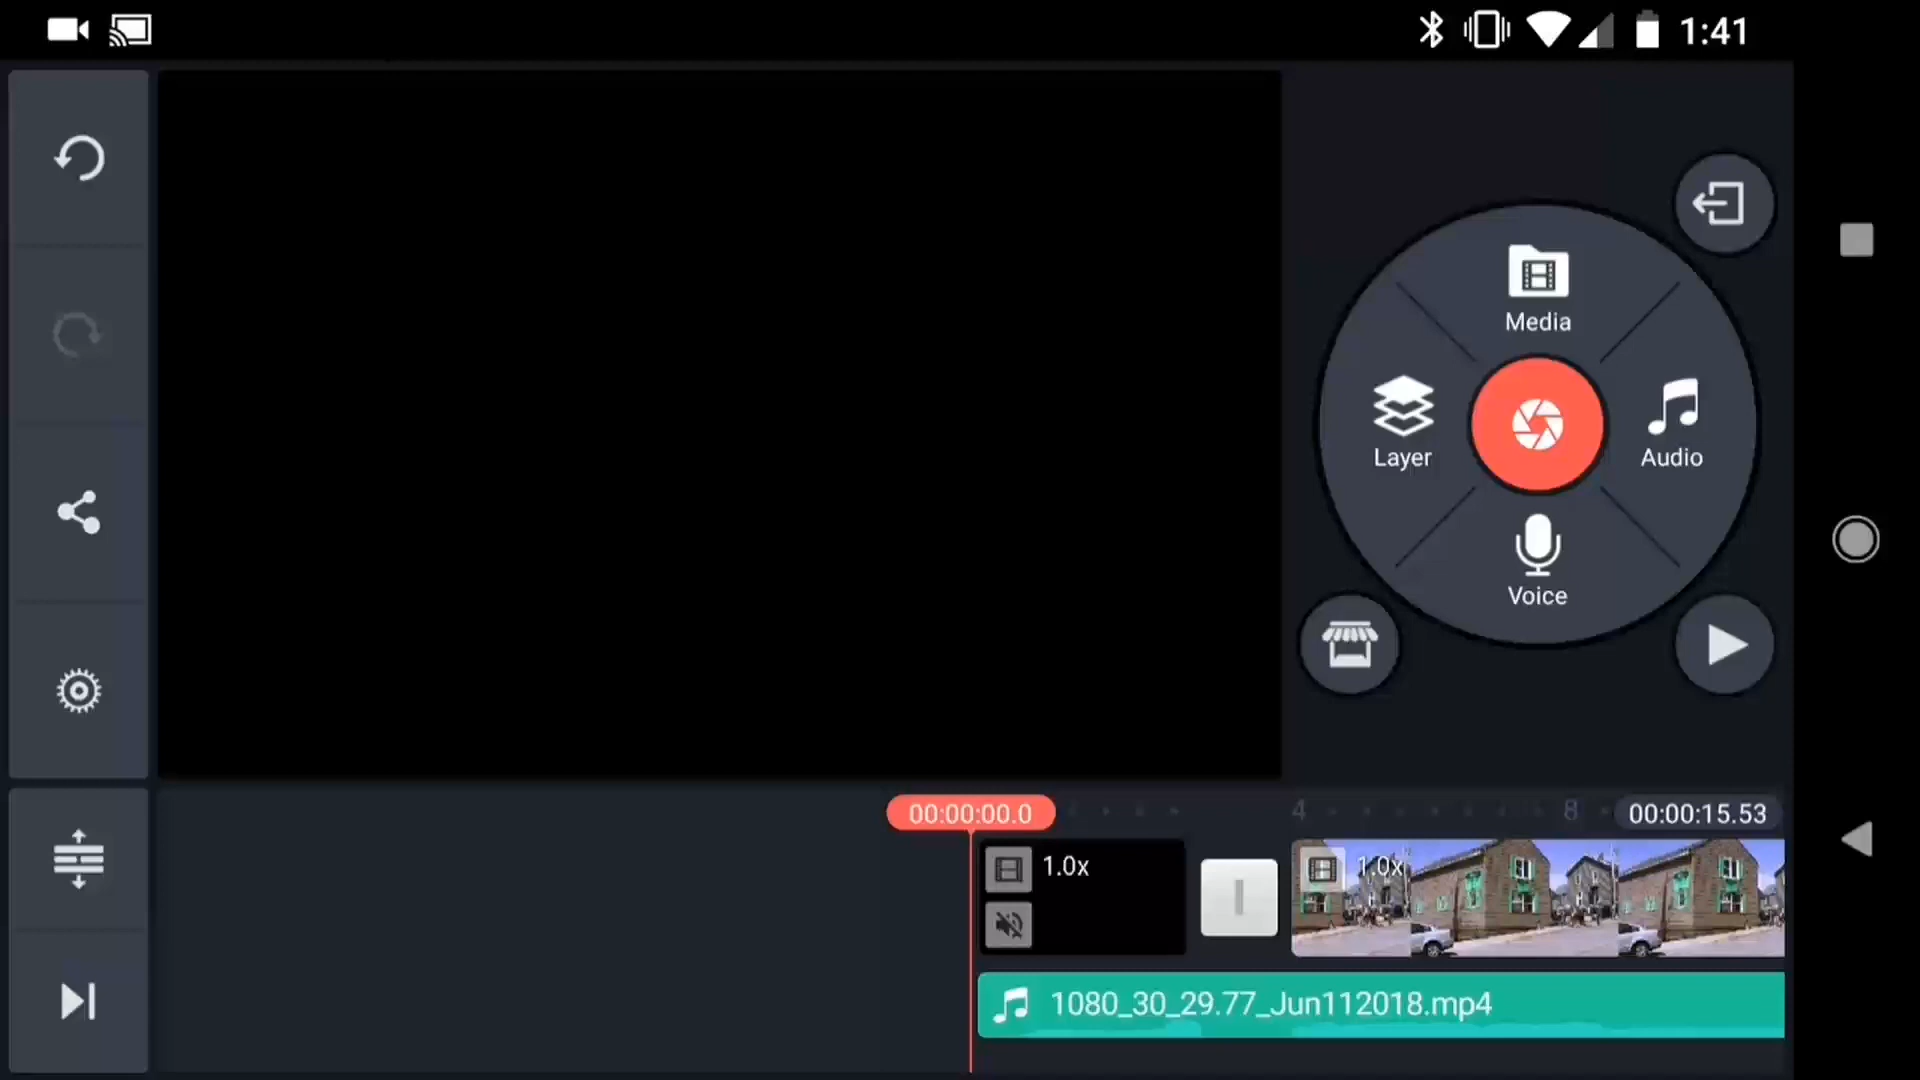 1:41
Media
Layer
Audio
Voice
00:00:00.0
4
8
00:00:15.53
1.0x
1.0x
1080_30_29.77_Jun112018.mp4